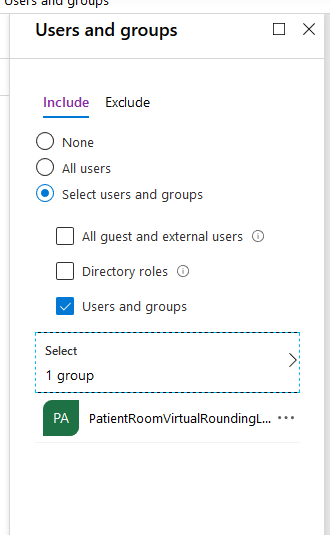 Users and groups
Users and groups
Include Exclude
None
All users
Select users and groups
All guest and external users
Directory roles
Users and groups
Select
1 group
PA PatientRoomVirtualRoundingL...